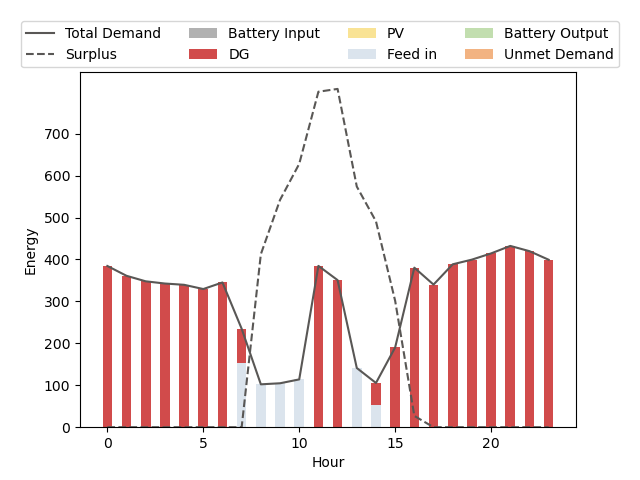 Total Demand Battery Input PV Battery Output
Surplus DG Feed in Unmet Demand
700
600
500
400
300
200
100
0
Energy
0 5 10 15 20
Hour